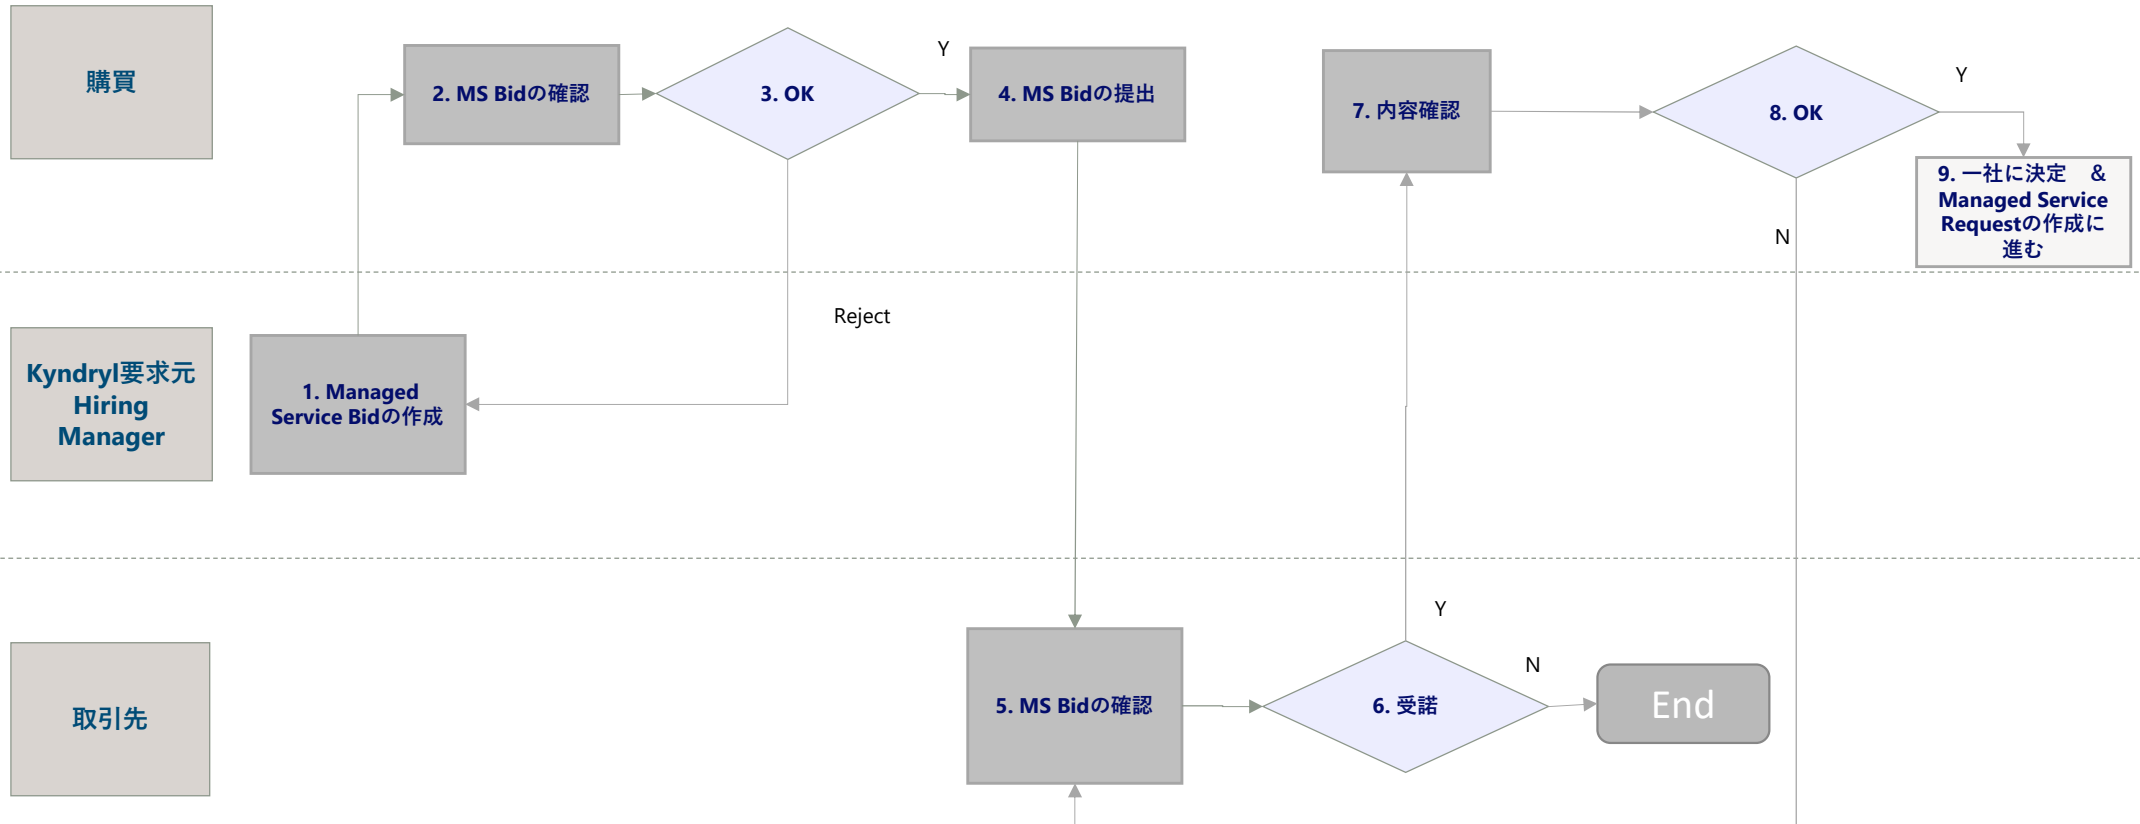 購買
2. MS Bidの確認
3. OK
Y
4. MS Bidの提出
7. 内容確認
8. OK
Y
9. 一社に決定　&
Managed Service
Requestの作成に
進む
N
Kyndryl要求元
Hiring
Manager
1. Managed
Service Bidの作成
Reject
取引先
5. MS Bidの確認
6. 受諾
Y
N
End